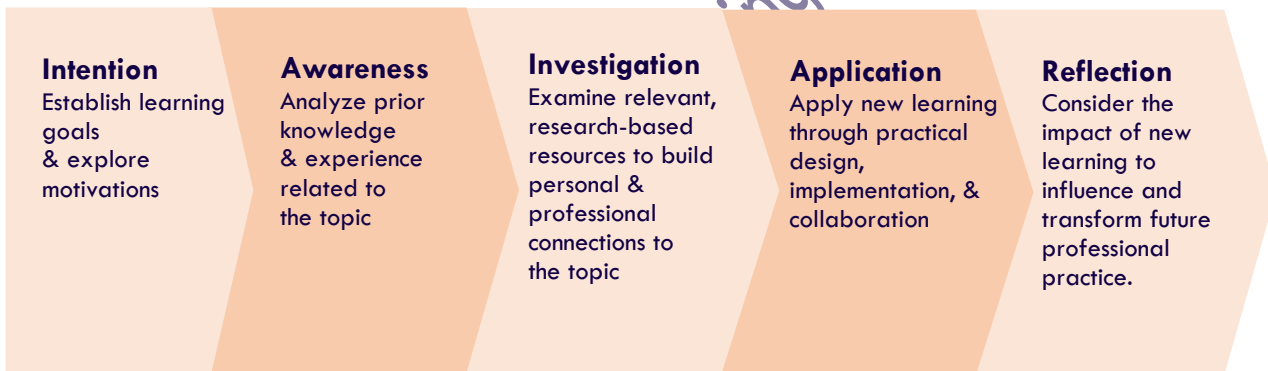 Intention
Establish learning
goals
& explore
motivations
Awareness
Analyze prior
knowledge
& experience
related to
the topic
Investigation
Examine relevant,
research-based
resources to build
personal &
professional
connections to
the topic
Application
Apply new learning
through practical
design,
implementation, &
collaboration
Reflection
Consider the
impact of new
learning to
influence and
transform future
professional
practice.